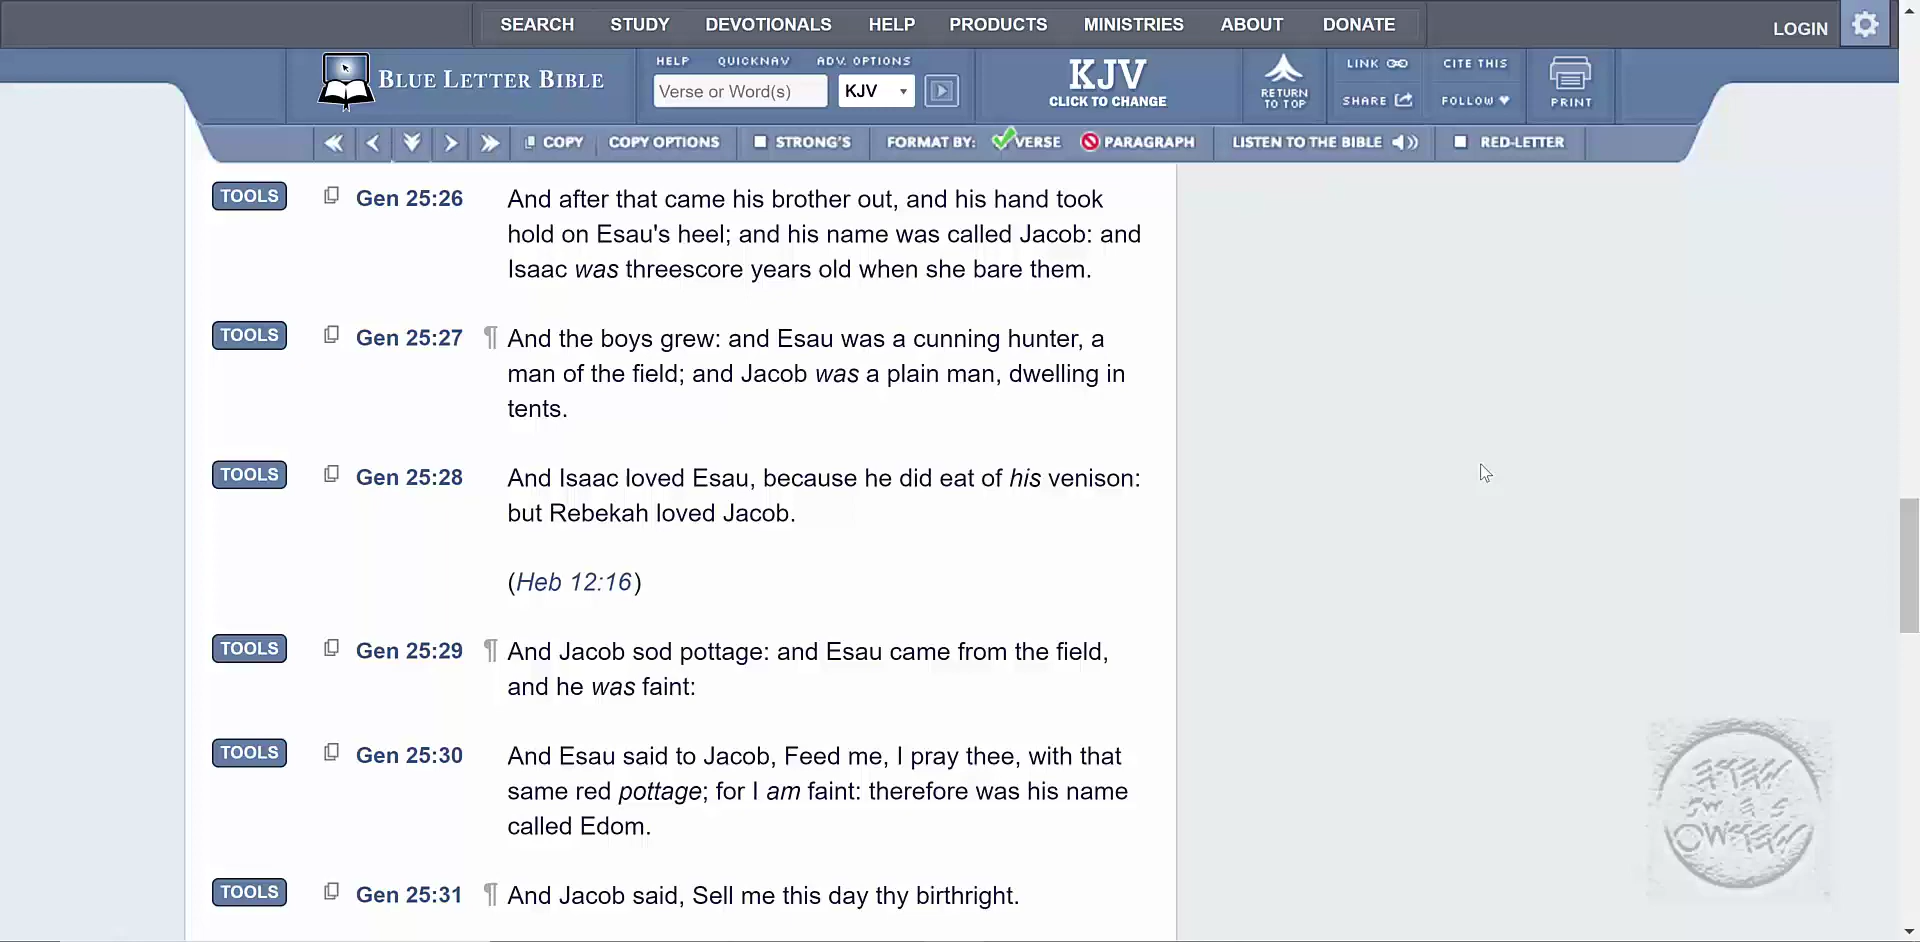 SEARCH STUDY DEVOTIONALS HELP PRODUCTS MINISTRIES ABOUT DONATE LOGIN
BLUE LETTER BIBLE
HELP QUICKNAV ADV. OPTIONS
Verse or Word(s) KJV
KJV
CLICK TO CHANGE
RETURN
TO TOP
LINK
SHARE
CITE THIS
FOLLOW
PRINT
COPY COPY OPTIONS STRONG'S FORMAT BY: VERSE PARAGRAPH LISTEN TO THE BIBLE RED-LETTER
TOOLS Gen 25:26 And after that came his brother out, and his hand took
hold on Esau's heel; and his name was called Jacob: and
Isaac was threescore years old when she bare them.
TOOLS Gen 25:27 ¶ And the boys grew: and Esau was a cunning hunter, a
man of the field; and Jacob was a plain man, dwelling in
tents.
TOOLS Gen 25:28 And Isaac loved Esau, because he did eat of his venison:
but Rebekah loved Jacob.
(Heb 12:16)
TOOLS Gen 25:29 ¶ And Jacob sod pottage: and Esau came from the field,
and he was faint:
TOOLS Gen 25:30 And Esau said to Jacob, Feed me, I pray thee, with that
same red pottage; for I am faint: therefore was his name
called Edom.
TOOLS Gen 25:31 ¶ And Jacob said, Sell me this day thy birthright.